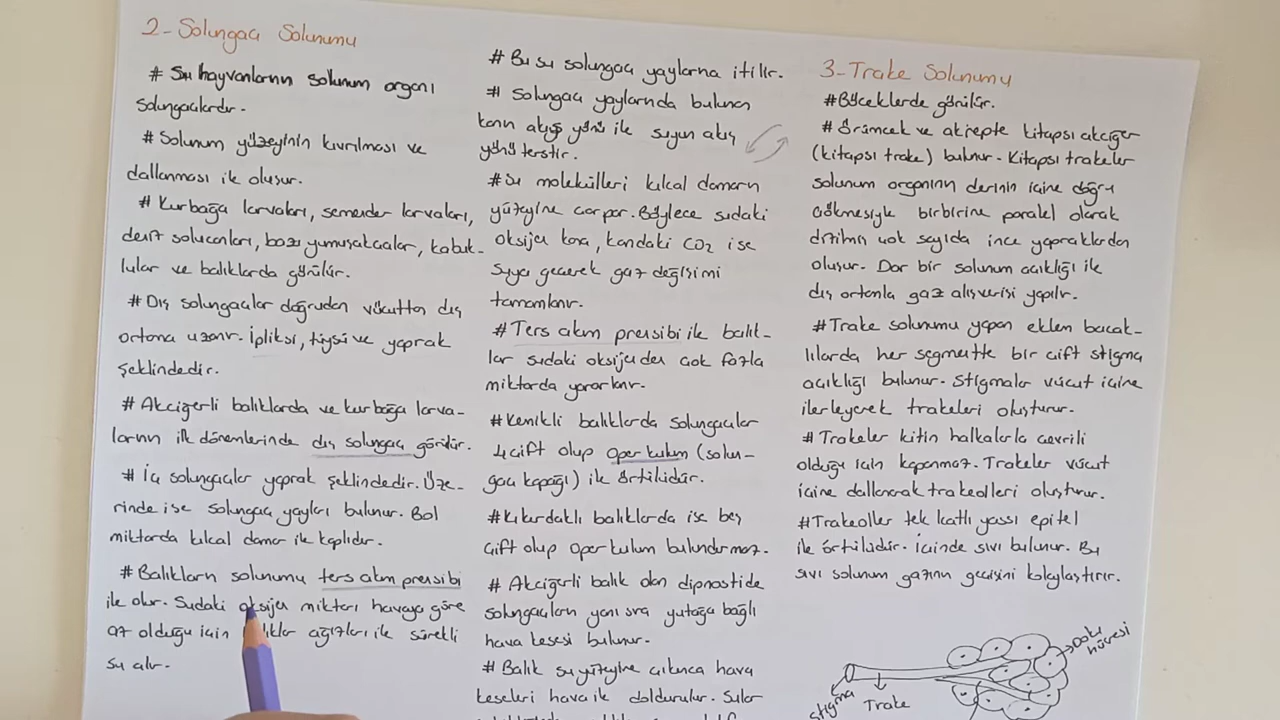 2- Solungaç Solunumu
# Su hayvanlarının solunum organı
solungaçlardır.
# Solunum yüzeyinin kıvrılması ve
dallanması ile oluşur.
# Kurbağa larvaları, semender larvaları,
deniz solucanları, bazı yumuşakçalar, kabuk-
lular ve balıklarda görülür.
# Dış solungaçlar doğrudan vücuttan dış
ortama uzanır. İpliksi, tüysü ve yaprak
şeklindedir.
# Akciğerli balıklarda ve kurbağa larva-
larının ilk dönemlerinde dış solungaç görülür.
# İç solungaçlar yaprak şeklindedir. Üze-
rinde ise solungaç yayları bulunur. Bol
miktarda kılcal damar ile kaplıdır.
# Balıkların solunumu ters akım prensibi
ile olur. Sudaki oksijen miktarı havaya göre
az olduğu için balıklar ağızları ile sürekli
su alır.
# Bu su solungaç yaylarına itilir.
# Solungaç yaylarında bulunan
kanın akış yönü ile suyun akış
yönü terstir.
# Su molekülleri kılcal damarın
yüzeyine çarpar. Böylece sudaki
oksijen kana, kandaki CO2 ise
suya geçerek gaz değişimi
tamamlanır.
# Ters akım prensibi ile balık-
lar sudaki oksijenden çok fazla
miktarda yararlanır.
# Kemikli balıklarda solungaçlar
4 çift olup operkulum (solun-
gaç kapağı) ile örtülüdür.
# Kıkırdaklı balıklarda ise beş
çift olup operkulum bulundurmaz.
# Akciğerli balık olan dipnoiside
solungaçların yanı sıra yutağa bağlı
hava kesesi bulunur.
# Balık su yüzeyine çıkınca hava
keseleri hava ile doldurulur. Sular
3- Trake Solunumu
# Böceklerde görülür.
# Örümcek ve akrepte kitapsı akciğer
(kitapsı trake) bulunur. Kitapsı trakeler
solunum organının derinin içine doğru
çökmesiyle birbirine paralel olarak
dizilmiş çok sayıda ince yapraklardan
oluşur. Dar bir solunum açıklığı ile
dış ortamla gaz alışverişi yapılır.
# Trake solunumu yapan eklem bacak-
lılarda her segmentte bir çift stigma
açıklığı bulunur. Stigmalar vücut içine
ilerleyerek trakeleri oluşturur.
# Trakeler kitin halkalarla çevrili
olduğu için kapanmaz. Trakeler vücut
içine dallanarak trakeolleri oluşturur.
# Trakeoller tek katlı yassı epitel
ile örtülüdür. İçinde sıvı bulunur. Bu
sıvı solunum gazının geçişini kolaylaştırır.
Doku
hücresi
Stigma
Trake